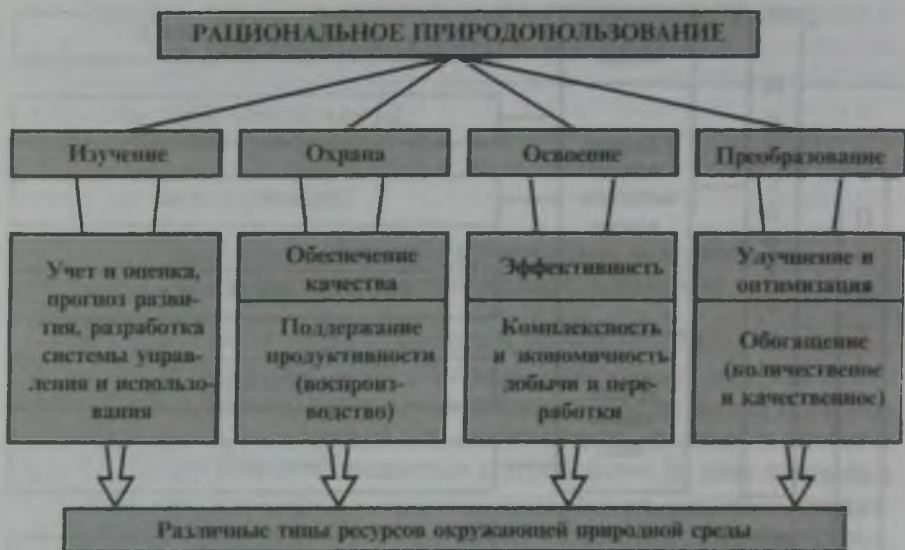 РАЦИОНАЛЬНОЕ ПРИРОДОПОЛЬЗОВАНИЕ
Изучение
Охрана
Освоение
Преобразование
Учет и оценка,
прогноз разви-
тия, разработка
системы управ-
ления и использо-
вания
Обеспечение
качества
Поддержание
продуктивности
(воспроиз-
водство)
Эффективность
Комплексность
и экономичность
добычи и пере-
работки
Улучшение и
оптимизация
Обогащение
(количественное
и качественное)
Различные типы ресурсов окружающей природной среды